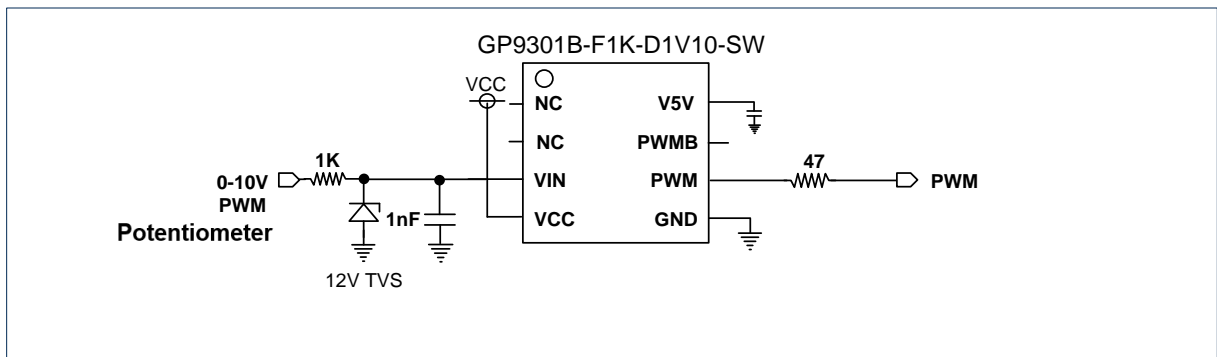 GP9301B-F1K-D1V10-SW
VCC
NC
V5V
NC
PWMB
1K
47
0-10V
VIN
PWM
PWM
PWM
1nF
VCC
GND
Potentiometer
12V TVS